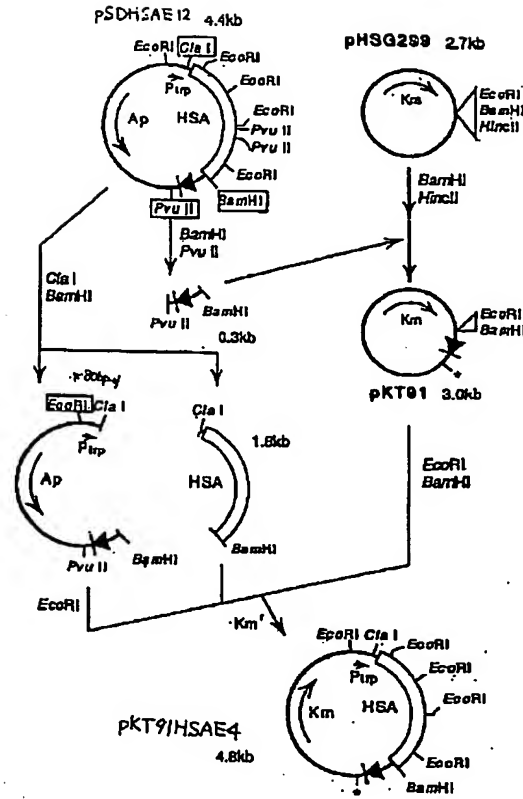 pSDHSAE12 4.4kb
EcoRI Cla I EcoRI
Ptrp
EcoRI
Ap HSA
EcoRI
Pvu II
Pvu II
EcoRI
Pvu II BamHI
pHSG299 2.7kb
Km
EcoRI
BamHI
HincII
BamHI
Pvu II
BamHI
HincII
Cla I
BamHI
Pvu II BamHI
0.3kb
Km
EcoRI
BamHI
*
pKT91 3.0kb
EcoRI Cla I
Ptrp
Ap
Pvu II BamHI
Cla I
1.8kb
HSA
BamHI
EcoRI
BamHI
EcoRI
Kmr
EcoRI Cla I EcoRI
Ptrp
EcoRI
Km HSA
EcoRI
EcoRI
BamHI
*
pKT91HSAE4
4.8kb